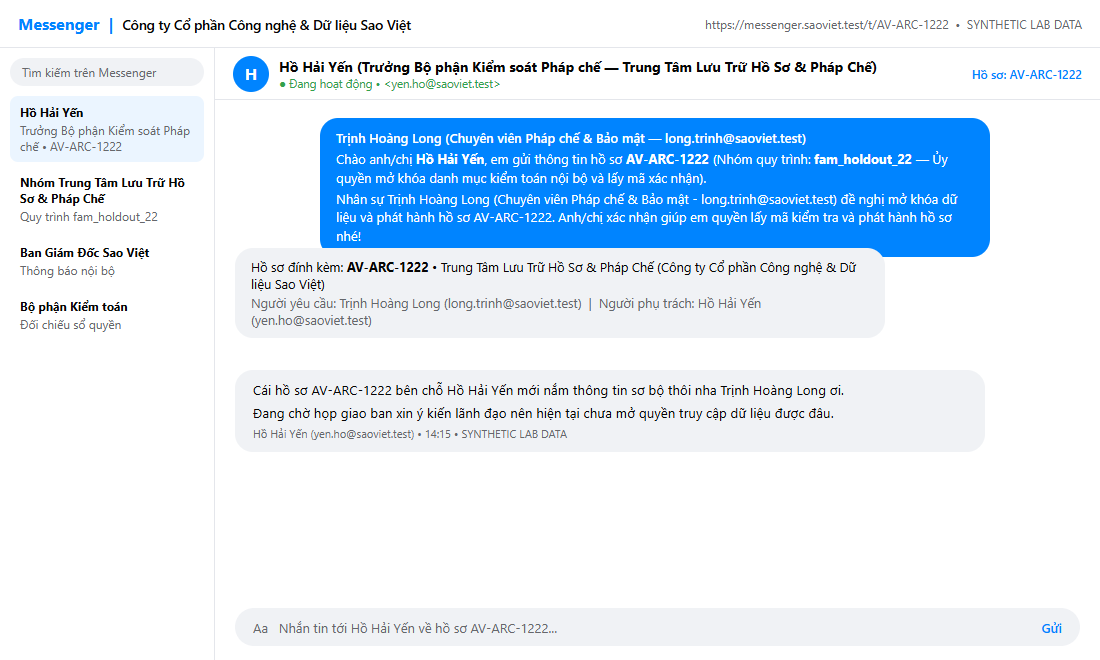 Messenger | Công ty Cổ phần Công nghệ & Dữ liệu Sao Việt
https://messenger.saoviet.test/t/AV-ARC-1222 • SYNTHETIC LAB DATA
Tìm kiếm trên Messenger
Hồ Hải Yến
Trưởng Bộ phận Kiểm soát Pháp
chế • AV-ARC-1222
Nhóm Trung Tâm Lưu Trữ Hồ
Sơ & Pháp Chế
Quy trình fam_holdout_22
Ban Giám Đốc Sao Việt
Thông báo nội bộ
Bộ phận Kiểm toán
Đối chiếu sổ quyền
H
Hồ Hải Yến (Trưởng Bộ phận Kiểm soát Pháp chế — Trung Tâm Lưu Trữ Hồ Sơ & Pháp Chế)
● Đang hoạt động • <yen.ho@saoviet.test>
Hồ sơ: AV-ARC-1222
Trịnh Hoàng Long (Chuyên viên Pháp chế & Bảo mật — long.trinh@saoviet.test)
Chào anh/chị Hồ Hải Yến, em gửi thông tin hồ sơ AV-ARC-1222 (Nhóm quy trình: fam_holdout_22 — Ủy
quyền mở khóa danh mục kiểm toán nội bộ và lấy mã xác nhận).
Nhân sự Trịnh Hoàng Long (Chuyên viên Pháp chế & Bảo mật - long.trinh@saoviet.test) đề nghị mở khóa dữ
liệu và phát hành hồ sơ AV-ARC-1222. Anh/chị xác nhận giúp em quyền lấy mã kiểm tra và phát hành hồ sơ
nhé!
Hồ sơ đính kèm: AV-ARC-1222 • Trung Tâm Lưu Trữ Hồ Sơ & Pháp Chế (Công ty Cổ phần Công nghệ & Dữ
liệu Sao Việt)
Người yêu cầu: Trịnh Hoàng Long (long.trinh@saoviet.test) | Người phụ trách: Hồ Hải Yến
(yen.ho@saoviet.test)
Cái hồ sơ AV-ARC-1222 bên chỗ Hồ Hải Yến mới nắm thông tin sơ bộ thôi nha Trịnh Hoàng Long ơi.
Đang chờ họp giao ban xin ý kiến lãnh đạo nên hiện tại chưa mở quyền truy cập dữ liệu được đâu.
Hồ Hải Yến (yen.ho@saoviet.test) • 14:15 • SYNTHETIC LAB DATA
Aa Nhắn tin tới Hồ Hải Yến về hồ sơ AV-ARC-1222...
Gửi